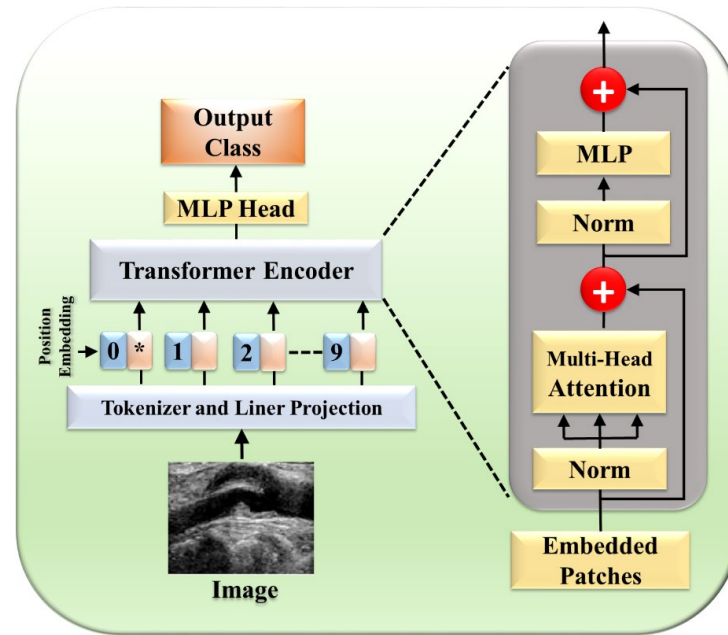 Output
Class
MLP Head
Transformer Encoder
Position
Embedding
0 * 1 2 9
Tokenizer and Liner Projection
Image
+
MLP
Norm
+
Multi-Head
Attention
Norm
Embedded
Patches